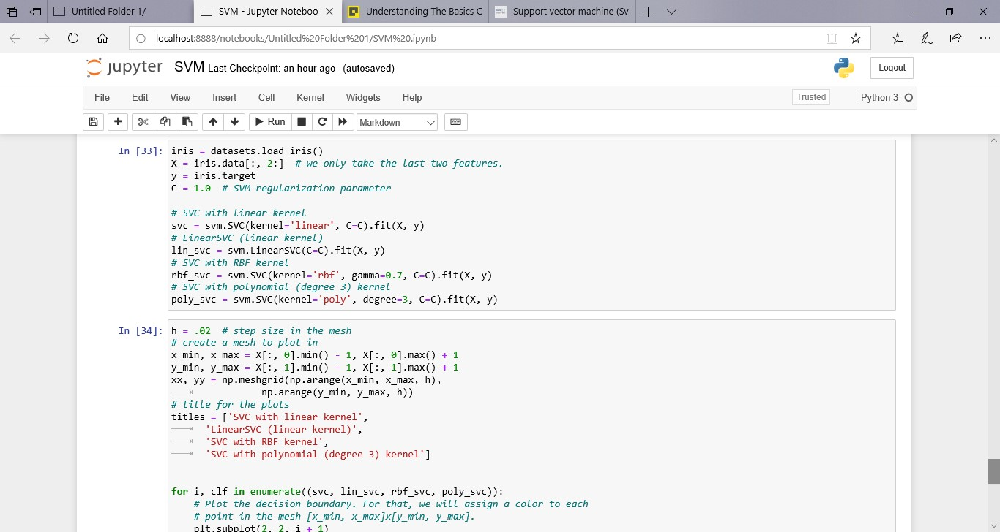 Untitled Folder 1/
SVM - Jupyter Noteboo
Understanding The Basics C
Support vector machine (Sv
localhost:8888/notebooks/Untitled%20Folder%201/SVM%20.ipynb
jupyter SVM Last Checkpoint: an hour ago (autosaved)
Logout
File Edit View Insert Cell Kernel Widgets Help
Trusted
Python 3
Run
Markdown
In [33]: iris = datasets.load_iris()
X = iris.data[:, 2:]  # we only take the last two features.
y = iris.target
C = 1.0  # SVM regularization parameter
# SVC with linear kernel
svc = svm.SVC(kernel='linear', C=C).fit(X, y)
# LinearSVC (linear kernel)
lin_svc = svm.LinearSVC(C=C).fit(X, y)
# SVC with RBF kernel
rbf_svc = svm.SVC(kernel='rbf', gamma=0.7, C=C).fit(X, y)
# SVC with polynomial (degree 3) kernel
poly_svc = svm.SVC(kernel='poly', degree=3, C=C).fit(X, y)
In [34]: h = .02  # step size in the mesh
# create a mesh to plot in
x_min, x_max = X[:, 0].min() - 1, X[:, 0].max() + 1
y_min, y_max = X[:, 1].min() - 1, X[:, 1].max() + 1
xx, yy = np.meshgrid(np.arange(x_min, x_max, h),
np.arange(y_min, y_max, h))
# title for the plots
titles = ['SVC with linear kernel',
'LinearSVC (linear kernel)',
'SVC with RBF kernel',
'SVC with polynomial (degree 3) kernel']
for i, clf in enumerate((svc, lin_svc, rbf_svc, poly_svc)):
# Plot the decision boundary. For that, we will assign a color to each
# point in the mesh [x_min, x_max]x[y_min, y_max].
plt.subplot(2, 2, i + 1)